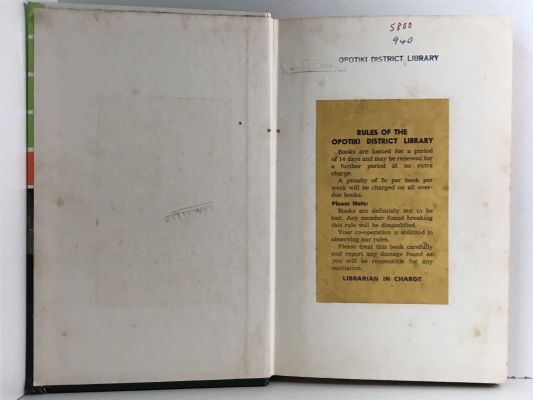 CANCELLED
5800
940
OPOTIKI DISTRICT LIBRARY
RULES OF THE
OPOTIKI DISTRICT LIBRARY
Books are loaned for a period
of 14 days and may be renewed for
a further period at no extra
charge.
A penalty of 5c per book per
week will be charged on all over-
due books.
Please Note:
Books are definitely not to be
lent. Any member found breaking
this rule will be disqualified.
Your co-operation is solicited in
observing our rules.
Please treat this book carefully
and report any damage found as
you will be responsible for any
mutilation.
LIBRARIAN IN CHARGE